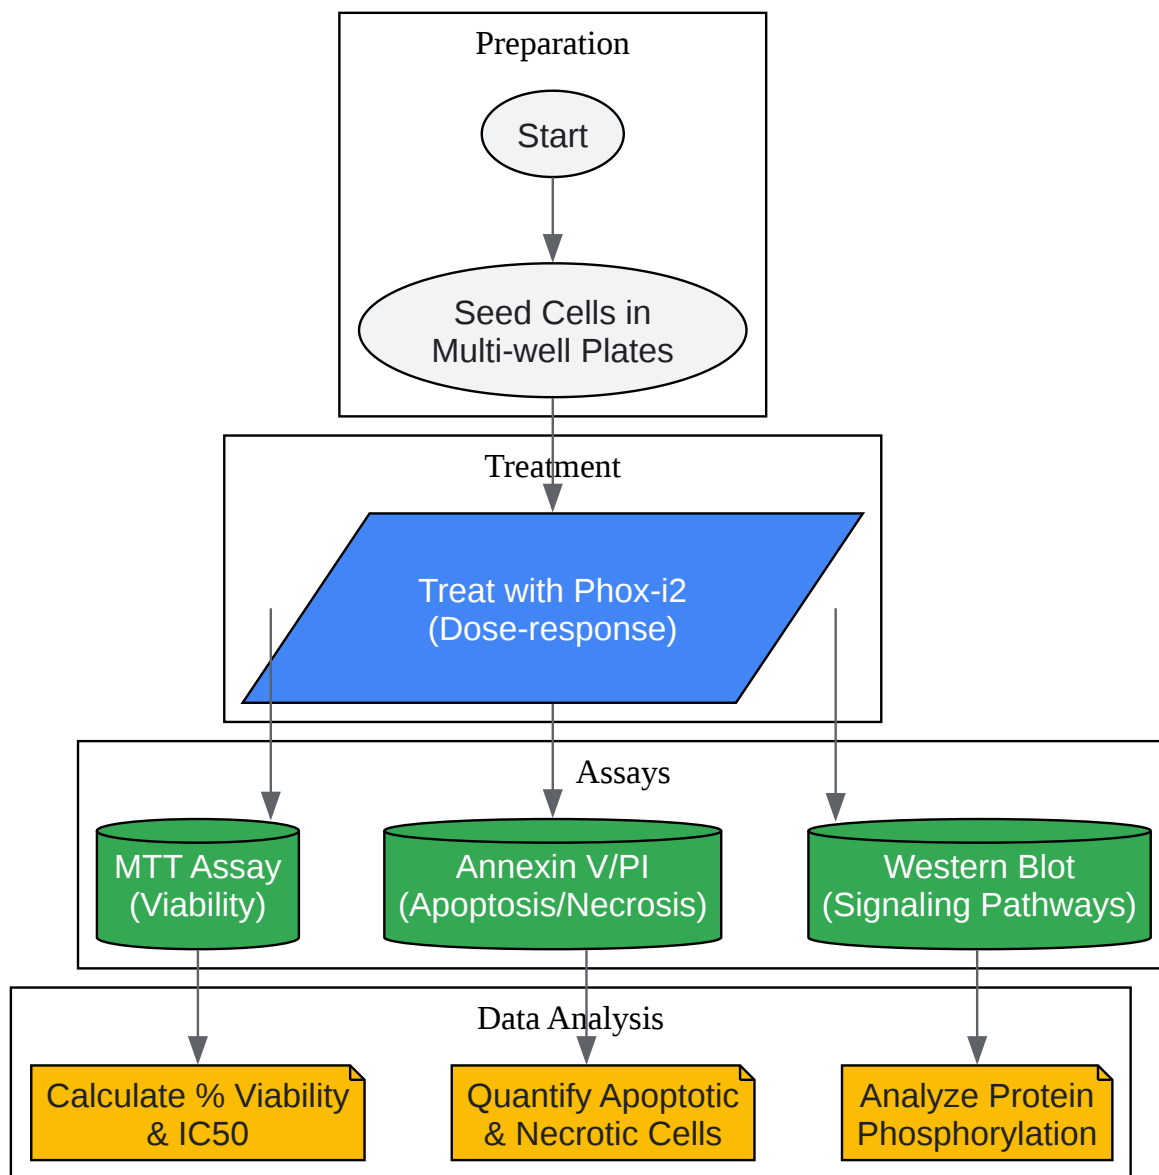 Preparation
Start
Seed Cells in
Multi-well Plates
Treatment
Treat with Phox-i2
(Dose-response)
Assays
MTT Assay
(Viability)
Annexin V/PI
(Apoptosis/Necrosis)
Western Blot
(Signaling Pathways)
Data Analysis
Calculate % Viability
& IC50
Quantify Apoptotic
& Necrotic Cells
Analyze Protein
Phosphorylation